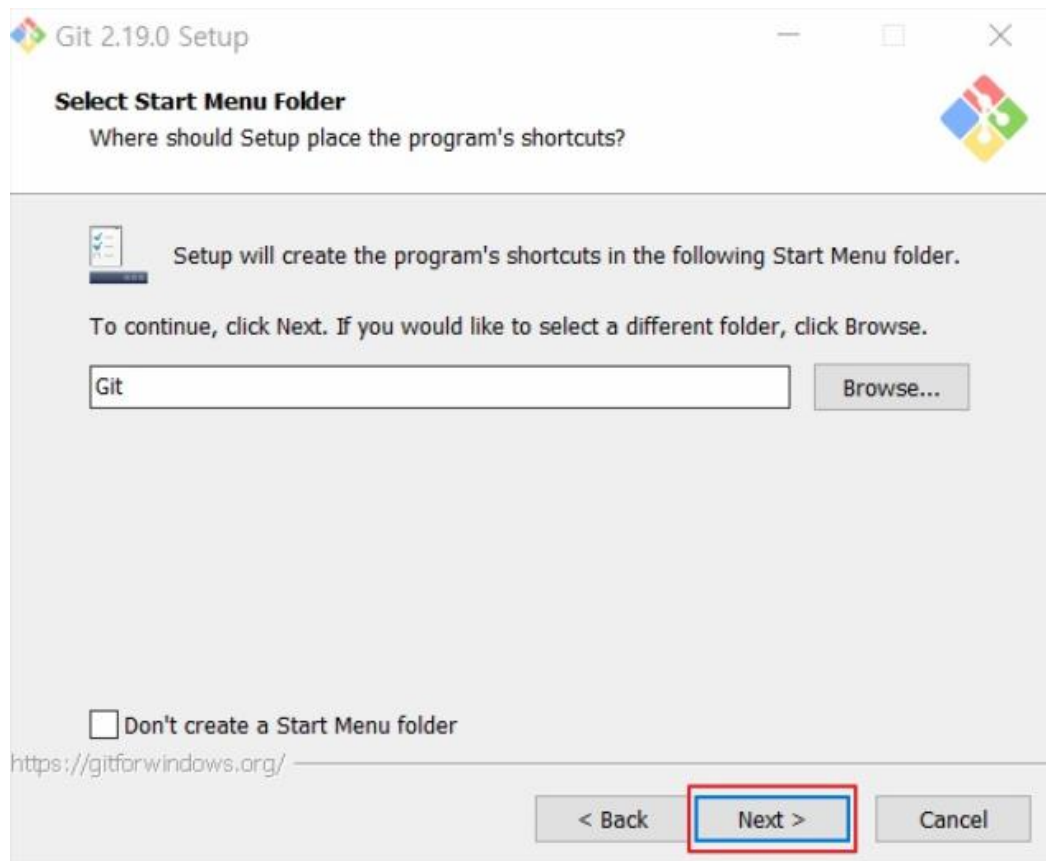 Git 2.19.0 Setup
Select Start Menu Folder
Where should Setup place the program's shortcuts?
Setup will create the program's shortcuts in the following Start Menu folder.
To continue, click Next. If you would like to select a different folder, click Browse.
Git
Browse...
Don't create a Start Menu folder
https://gitforwindows.org/
< Back
Next >
Cancel